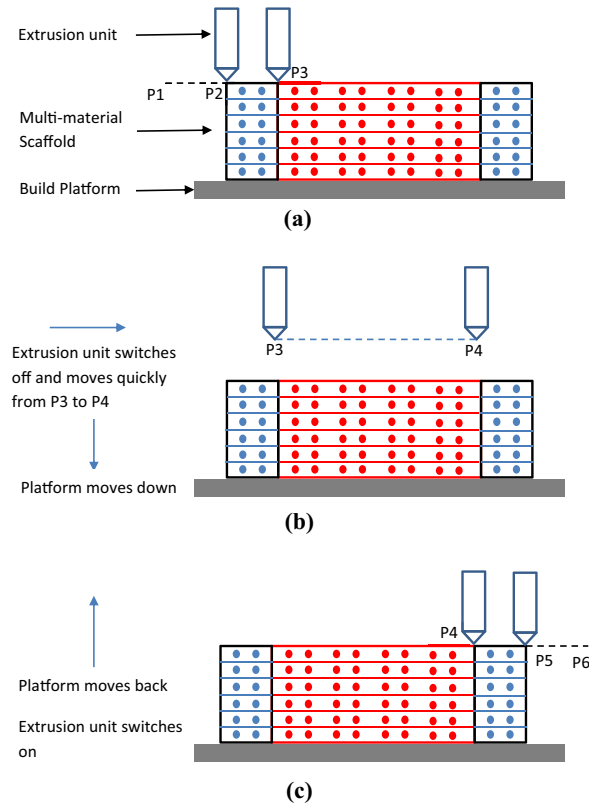 Extrusion unit
P1
P2
P3
Multi-material
Scaffold
Build Platform
(a)
P3
P4
Extrusion unit switches
off and moves quickly
from P3 to P4
Platform moves down
(b)
P4
P5
P6
Platform moves back
Extrusion unit switches
on
(c)